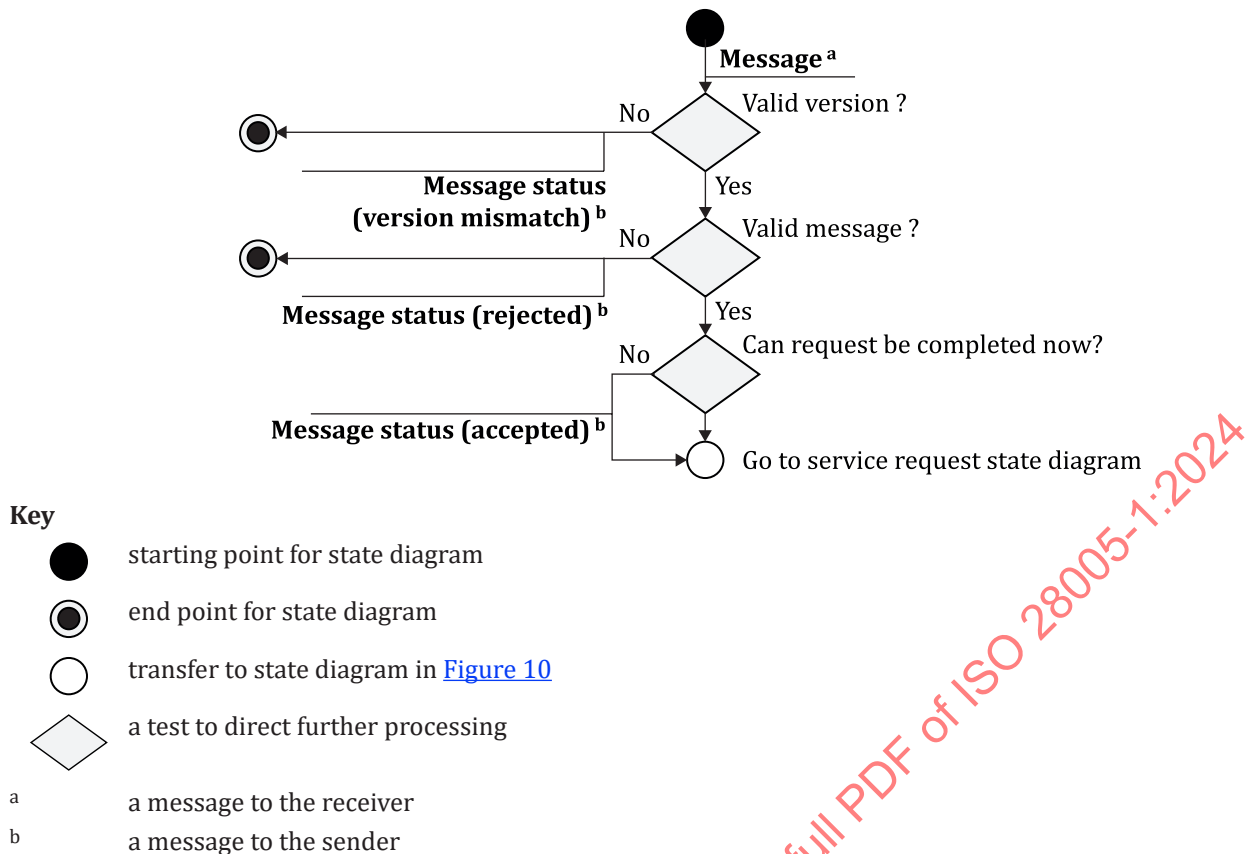 Message a
Valid version ?
No
Yes
Message status
(version mismatch) b
Valid message ?
No
Yes
Message status (rejected) b
Can request be completed now?
No
Message status (accepted) b
Go to service request state diagram
Key
starting point for state diagram
end point for state diagram
transfer to state diagram in Figure 10
a test to direct further processing
a a message to the receiver
b a message to the sender
full PDF of ISO 28005-1:2024